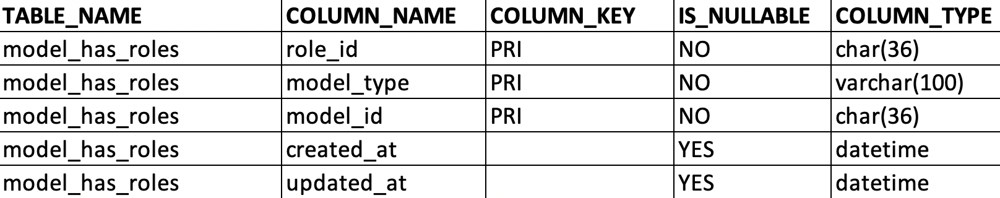 TABLE_NAME COLUMN_NAME COLUMN_KEY IS_NULLABLE COLUMN_TYPE
model_has_roles role_id PRI NO char(36)
model_has_roles model_type PRI NO varchar(100)
model_has_roles model_id PRI NO char(36)
model_has_roles created_at YES datetime
model_has_roles updated_at YES datetime